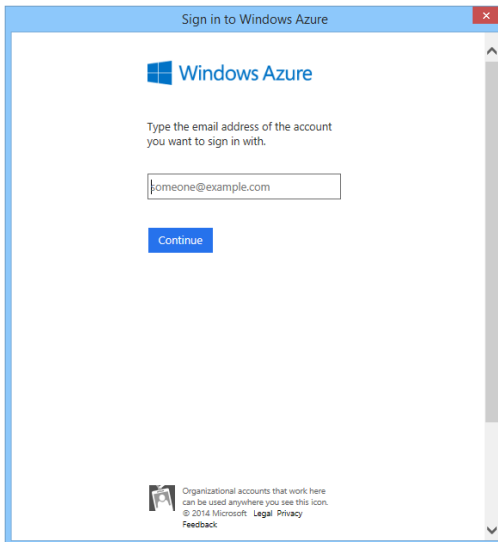 Sign in to Windows Azure
Windows Azure
Type the email address of the account
you want to sign in with.
someone@example.com
Continue
Organizational accounts that work here
can be used anywhere you see this icon.
© 2014 Microsoft Legal Privacy
Feedback